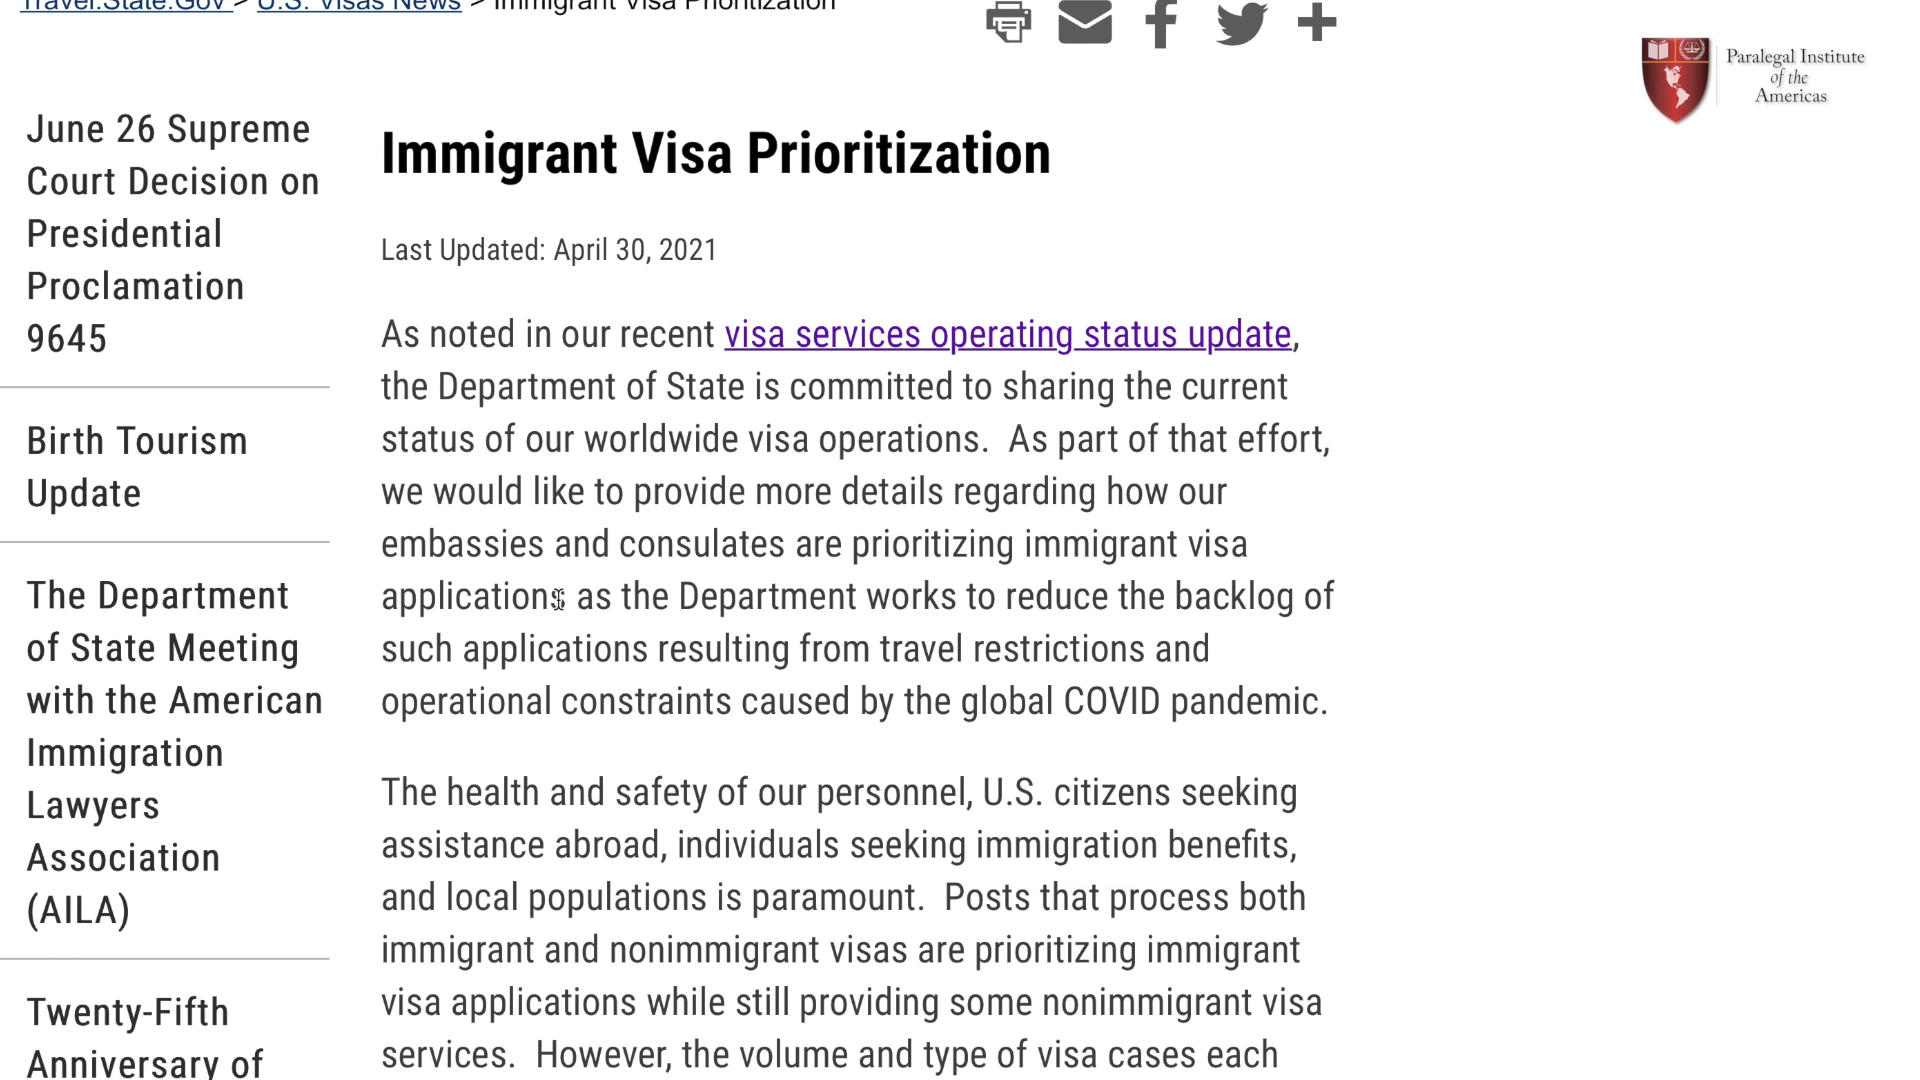 Travel.State.Gov > U.S. Visas News > Immigrant Visa Prioritization
Paralegal Institute
of the
Americas
June 26 Supreme
Court Decision on
Presidential
Proclamation
9645
Birth Tourism
Update
The Department
of State Meeting
with the American
Immigration
Lawyers
Association
(AILA)
Twenty-Fifth
Anniversary of
Immigrant Visa Prioritization
Last Updated: April 30, 2021
As noted in our recent visa services operating status update,
the Department of State is committed to sharing the current
status of our worldwide visa operations.  As part of that effort,
we would like to provide more details regarding how our
embassies and consulates are prioritizing immigrant visa
applications as the Department works to reduce the backlog of
such applications resulting from travel restrictions and
operational constraints caused by the global COVID pandemic.
The health and safety of our personnel, U.S. citizens seeking
assistance abroad, individuals seeking immigration benefits,
and local populations is paramount.  Posts that process both
immigrant and nonimmigrant visas are prioritizing immigrant
visa applications while still providing some nonimmigrant visa
services.  However, the volume and type of visa cases each